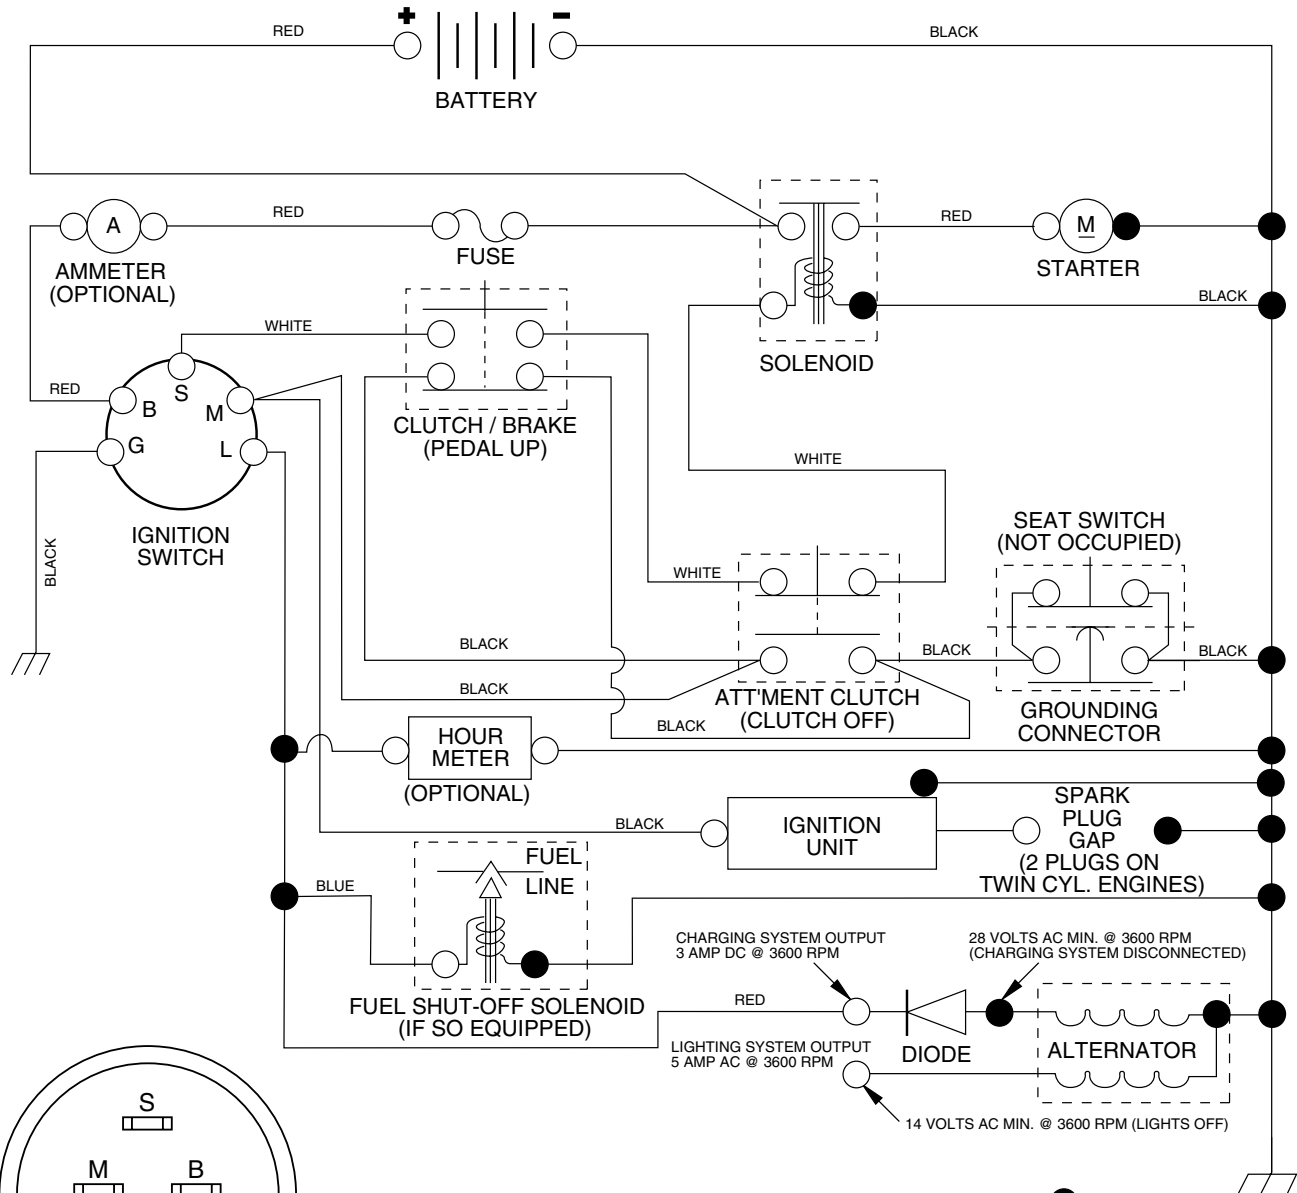 +
−
RED
BLACK
BATTERY
RED
RED
A
M
FUSE
AMMETER
(OPTIONAL)
STARTER
BLACK
WHITE
SOLENOID
RED
S
B
M
G
L
CLUTCH / BRAKE
(PEDAL UP)
WHITE
IGNITION
SWITCH
BLACK
SEAT SWITCH
(NOT OCCUPIED)
WHITE
BLACK
BLACK
BLACK
BLACK
ATT'MENT CLUTCH
(CLUTCH OFF)
BLACK
GROUNDING
CONNECTOR
HOUR
METER
(OPTIONAL)
BLACK
IGNITION
UNIT
SPARK
PLUG
GAP
(2 PLUGS ON
TWIN CYL. ENGINES)
FUEL
LINE
BLUE
FUEL SHUT-OFF SOLENOID
(IF SO EQUIPPED)
CHARGING SYSTEM OUTPUT
3 AMP DC @ 3600 RPM
28 VOLTS AC MIN. @ 3600 RPM
(CHARGING SYSTEM DISCONNECTED)
RED
DIODE
ALTERNATOR
LIGHTING SYSTEM OUTPUT
5 AMP AC @ 3600 RPM
14 VOLTS AC MIN. @ 3600 RPM (LIGHTS OFF)
S
M
B